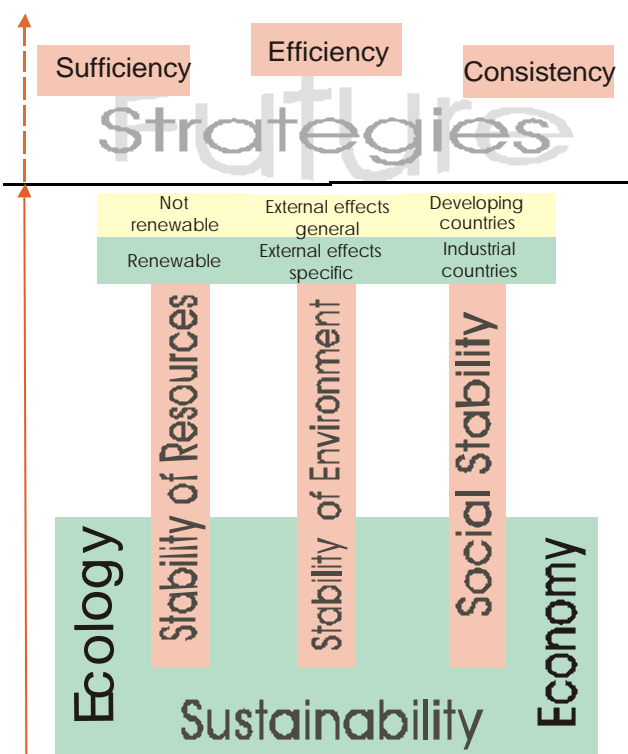 Sufficiency
Efficiency
Consistency
Future
Strategies
Not
renewable
External effects
general
Developing
countries
Renewable
External effects
specific
Industrial
countries
Stability of Resources
Stability of Environment
Social Stability
Ecology
Economy
Sustainability